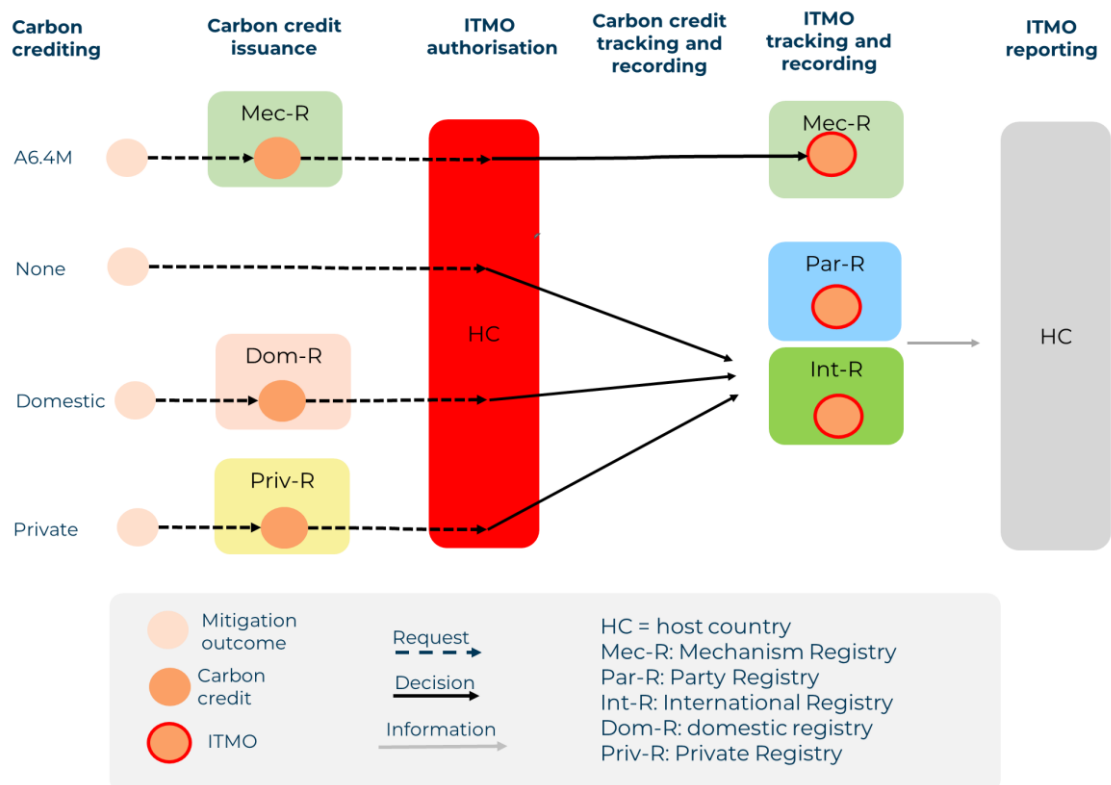 Carbon
crediting
Carbon credit
issuance
ITMO
authorisation
Carbon credit
tracking and
recording
ITMO
tracking and
recording
ITMO
reporting
A6.4M
Mec-R
Mec-R
None
Par-R
HC
HC
Domestic
Dom-R
Int-R
Private
Priv-R
Mitigation
outcome
Carbon
credit
ITMO
Request
Decision
Information
HC = host country
Mec-R: Mechanism Registry
Par-R: Party Registry
Int-R: International Registry
Dom-R: domestic registry
Priv-R: Private Registry